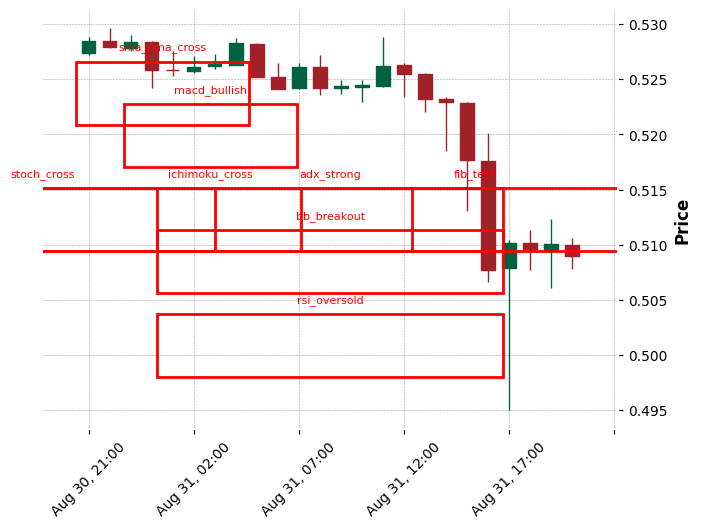 0.530
sma_ema_cross
0.525
macd_bullish
0.520
stoch_cross ichimoku_cross adx_strong fib_test
0.515
bb_breakout
0.510
Price
0.505
rsi_oversold
0.500
0.495
Aug 30, 21:00 Aug 31, 02:00 Aug 31, 07:00 Aug 31, 12:00 Aug 31, 17:00